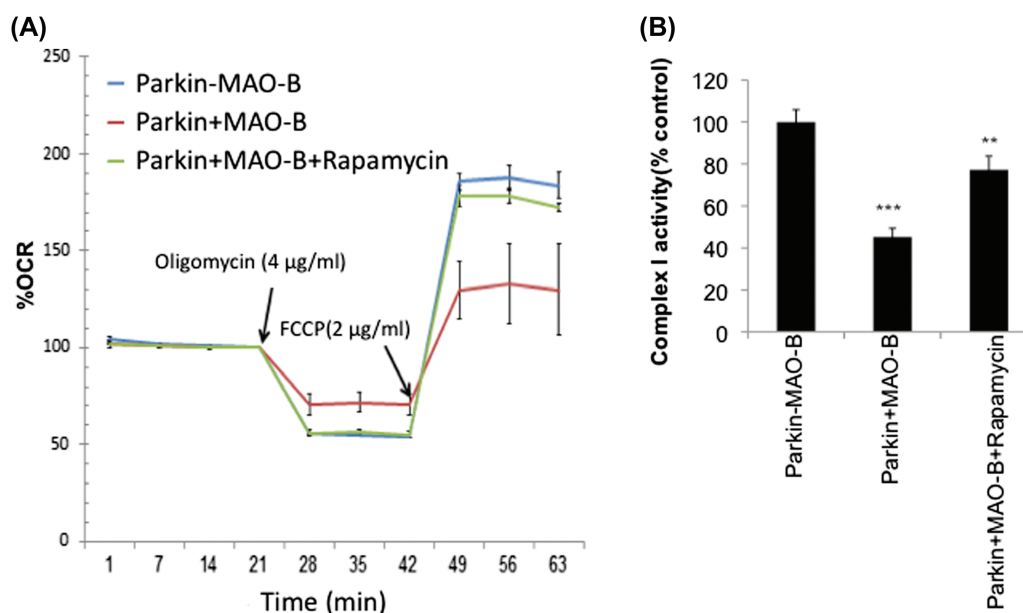 (A)
250
200
150
100
50
0
%OCR
Parkin-MAO-B
Parkin+MAO-B
Parkin+MAO-B+Rapamycin
Oligomycin (4 µg/ml)
FCCP(2 µg/ml)
1 7 14 21 28 35 42 49 56 63
Time (min)
(B)
Complex I activity(% control)
120
100
80
60
40
20
0
***
**
Parkin-MAO-B
Parkin+MAO-B
Parkin+MAO-B+Rapamycin